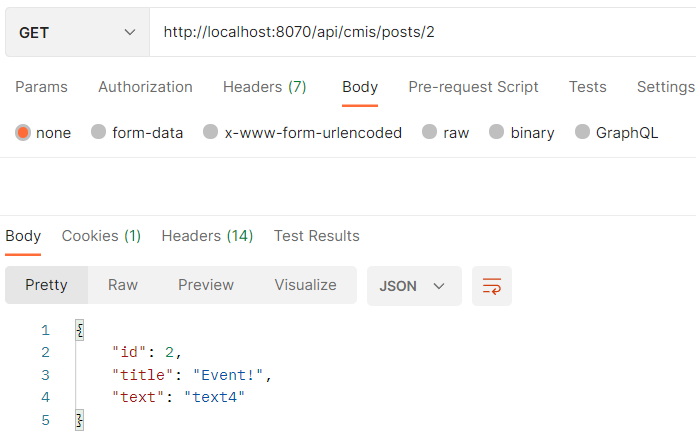 GET http://localhost:8070/api/cmis/posts/2
Params Authorization Headers (7) Body Pre-request Script Tests Settings
none form-data x-www-form-urlencoded raw binary GraphQL
Body Cookies (1) Headers (14) Test Results
Pretty Raw Preview Visualize JSON
1 {
2 "id": 2,
3 "title": "Event!",
4 "text": "text4"
5 }